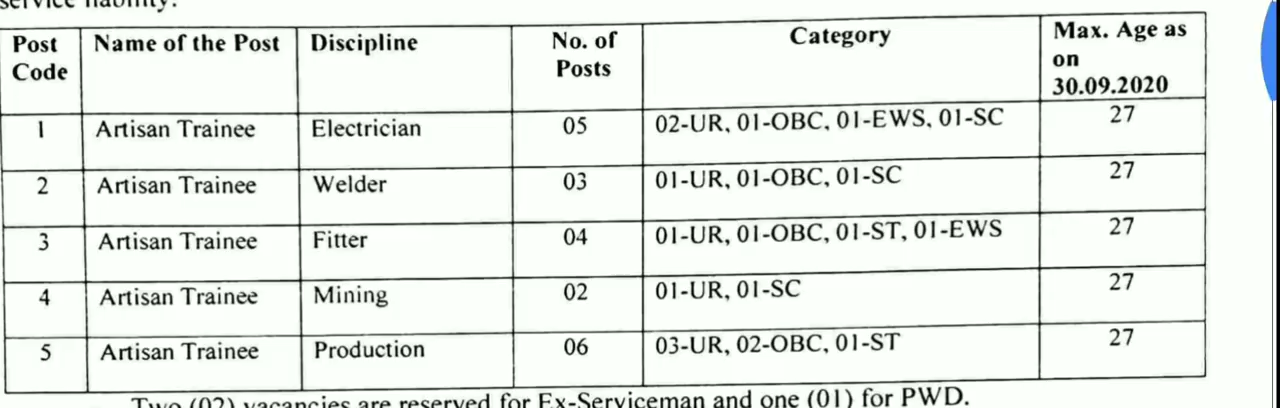 service liability.
Post Code | Name of the Post | Discipline | No. of Posts | Category | Max. Age as on 30.09.2020
1 | Artisan Trainee | Electrician | 05 | 02-UR, 01-OBC, 01-EWS, 01-SC | 27
2 | Artisan Trainee | Welder | 03 | 01-UR, 01-OBC, 01-SC | 27
3 | Artisan Trainee | Fitter | 04 | 01-UR, 01-OBC, 01-ST, 01-EWS | 27
4 | Artisan Trainee | Mining | 02 | 01-UR, 01-SC | 27
5 | Artisan Trainee | Production | 06 | 03-UR, 02-OBC, 01-ST | 27
Two (02) vacancies are reserved for Ex-Serviceman and one (01) for PWD.